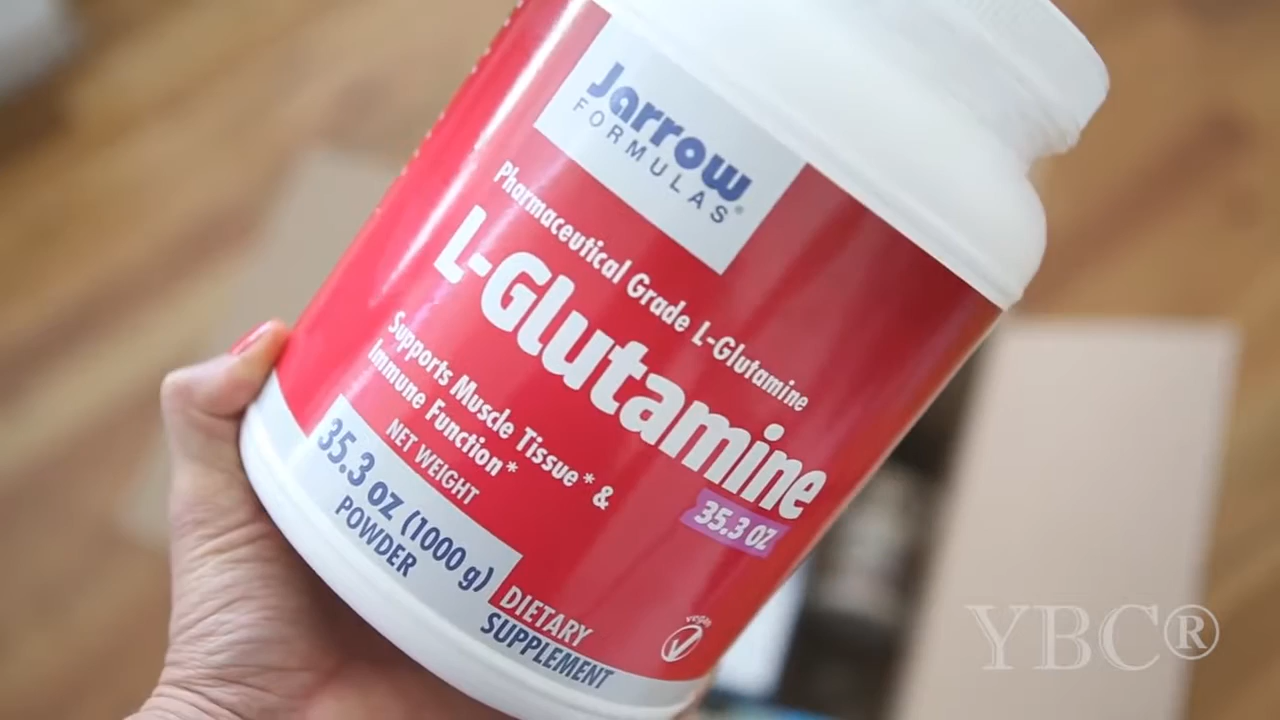 Jarrow
FORMULAS®
Pharmaceutical Grade L-Glutamine
L-Glutamine
35.3 OZ
Supports Muscle Tissue* &
Immune Function*
NET WEIGHT
35.3 OZ (1000 g)
POWDER
DIETARY
SUPPLEMENT
vegan
YBC®